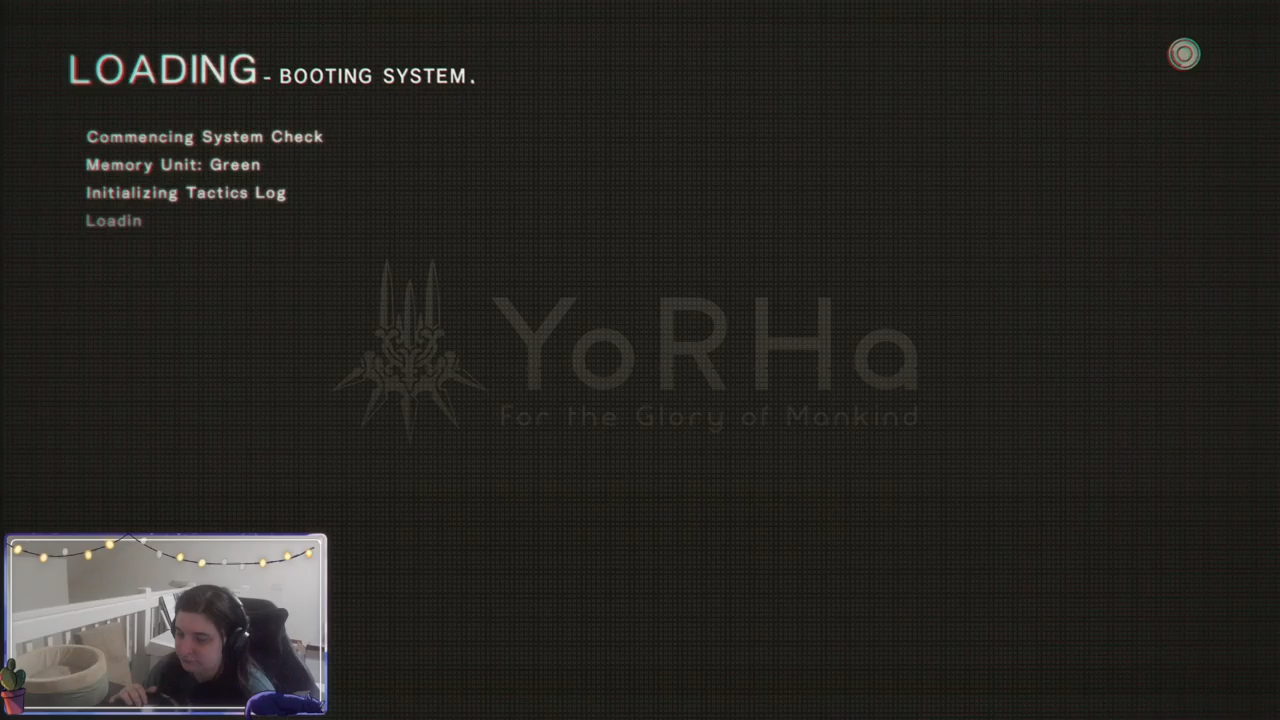 LOADING - BOOTING SYSTEM.
Commencing System Check
Memory Unit: Green
Initializing Tactics Log
Loadin
YoRHa
For the Glory of Mankind